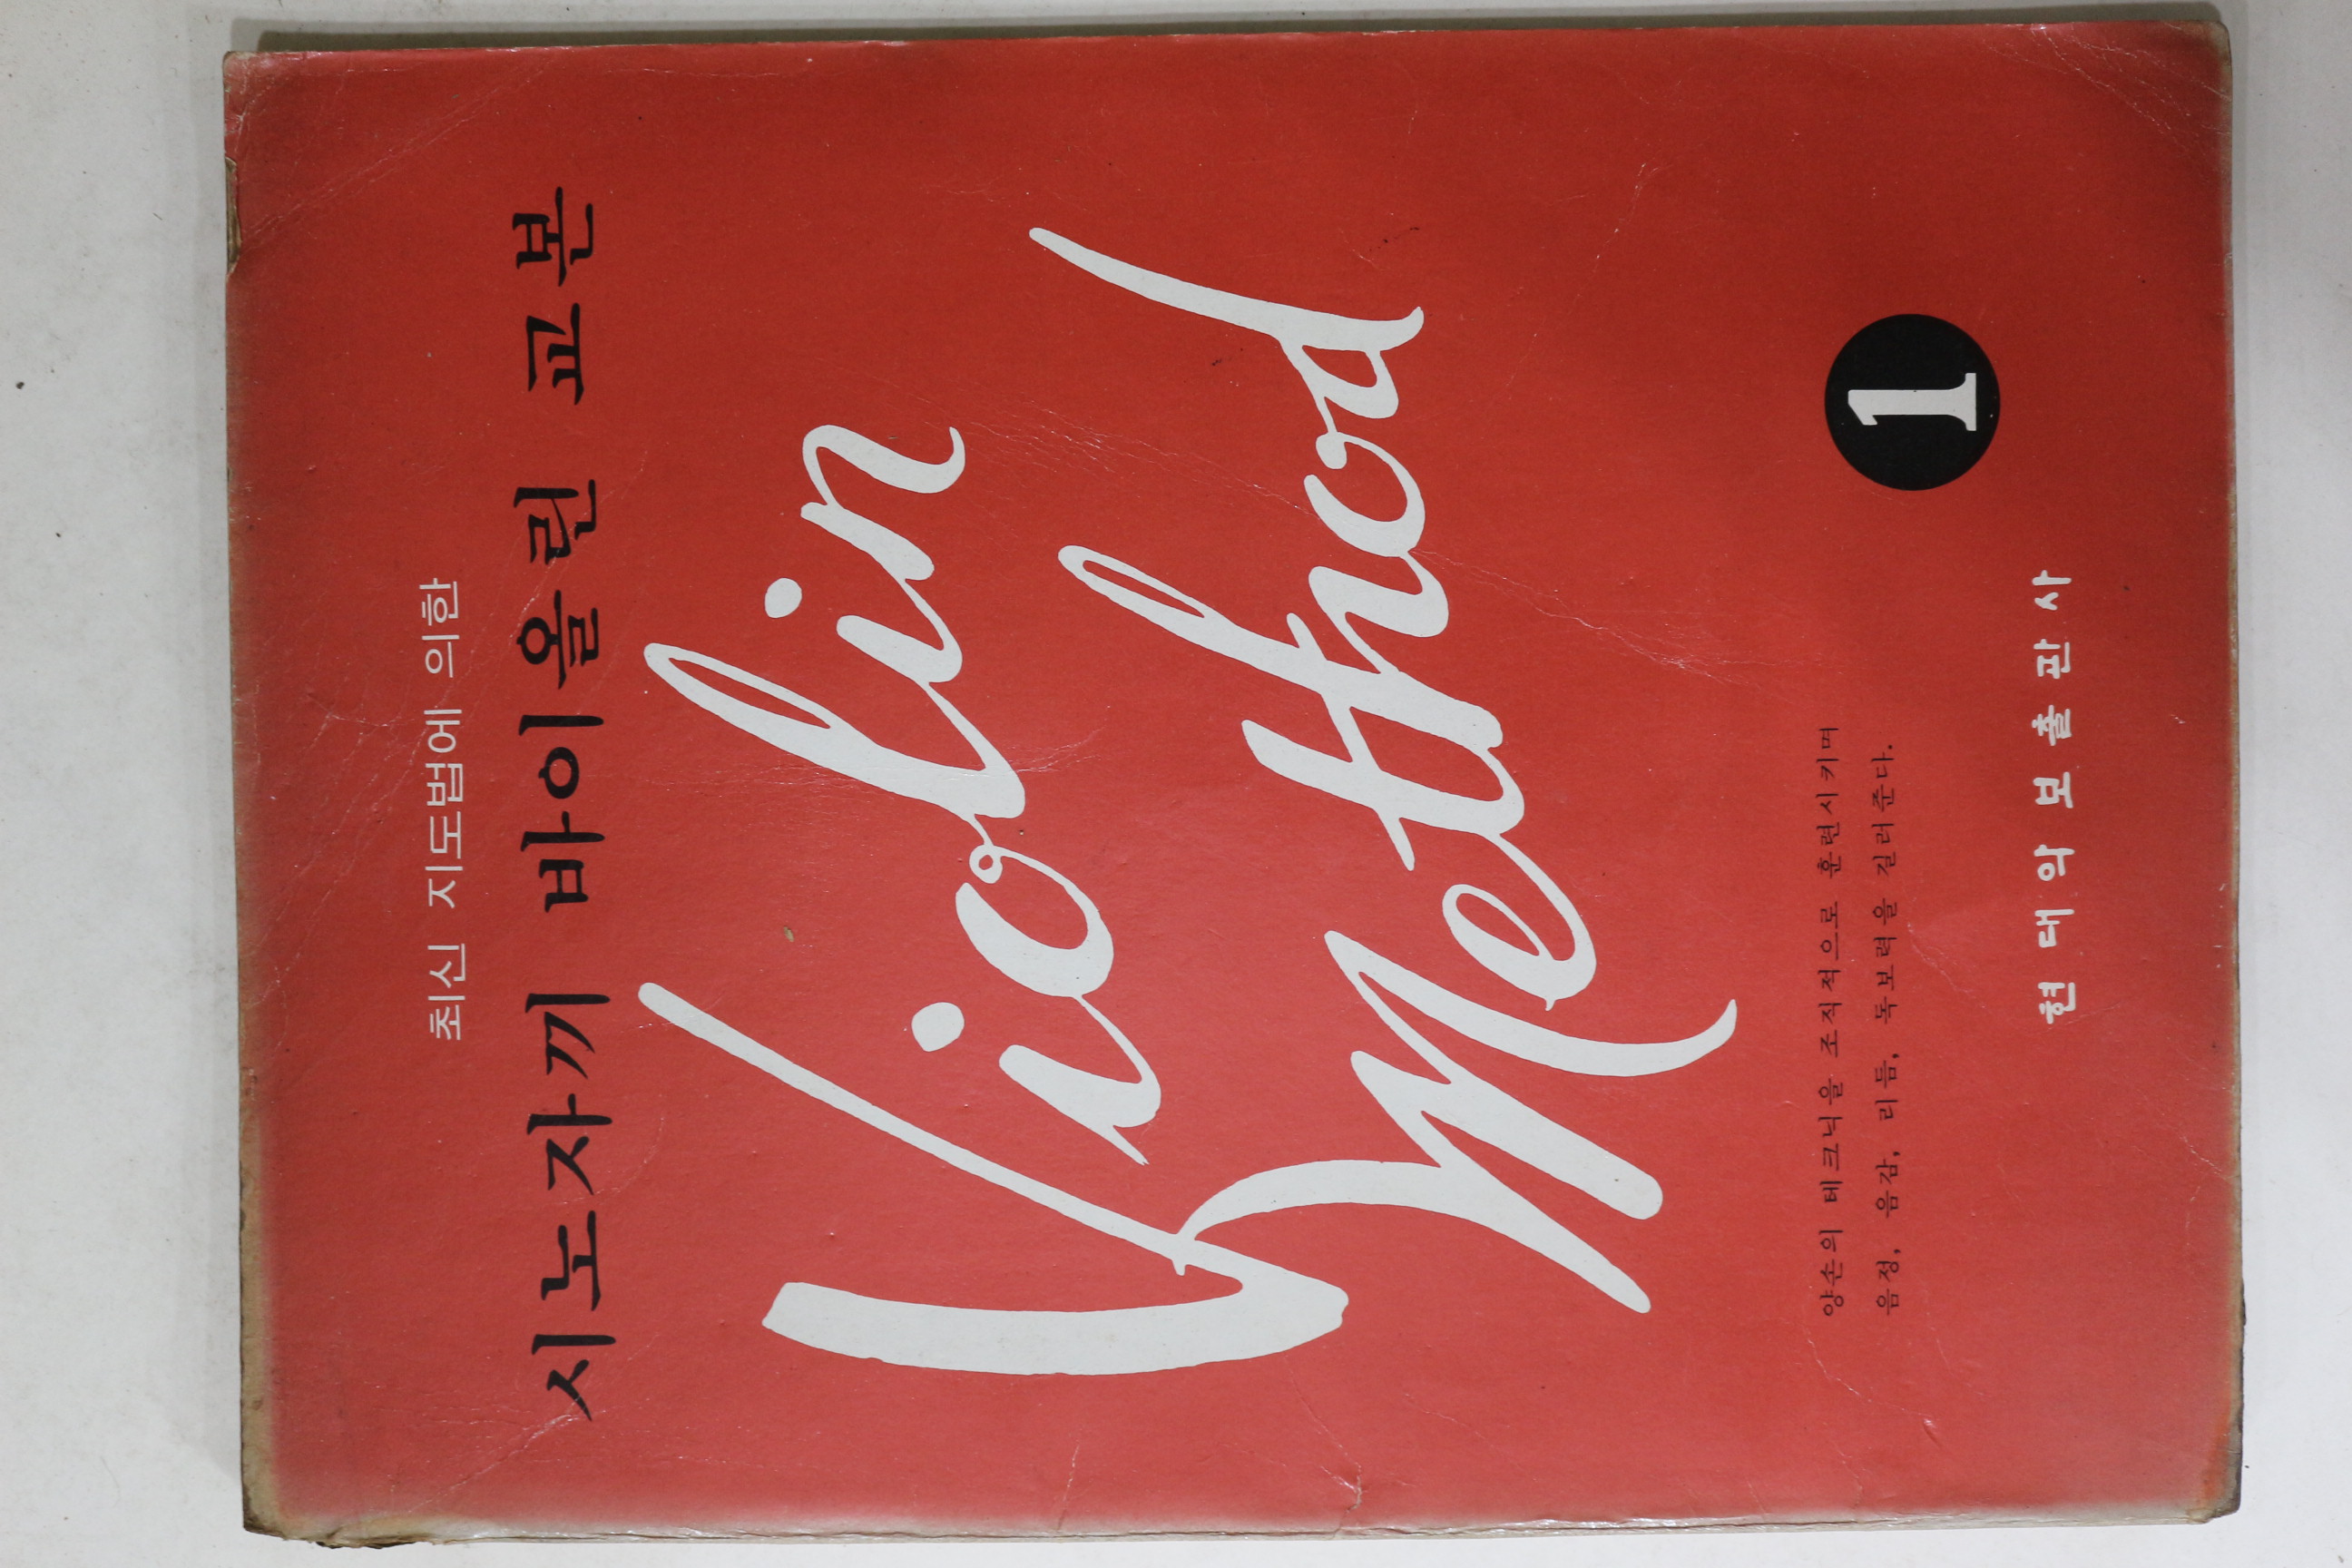 최신 지도법에 의한
시노자끼 바이올린 교본
Violin
Method
양손의 테크닉을 조직적으로 훈련시키며
음정, 음감, 리듬, 독보력을 길러준다.
1
현대악보출판사